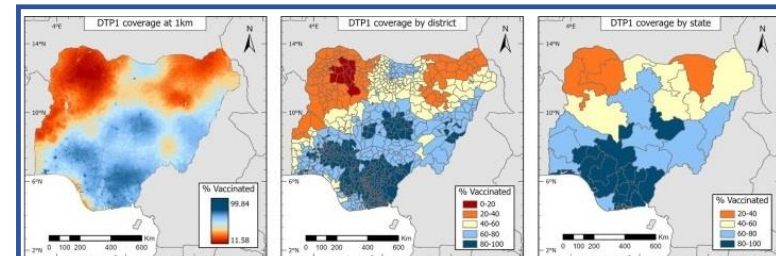 DTP1 coverage at 1km
4°E
N
14°N
10°N
6°N
2°N
% Vaccinated
99.84
11.58
0 100 200 400 600
Km
DTP1 coverage by district
4°E
N
14°N
10°N
6°N
2°N
% Vaccinated
0-20
20-40
40-60
60-80
80-100
0 100 200 400 600
Km
DTP1 coverage by state
4°E
N
14°N
10°N
6°N
2°N
% Vaccinated
20-40
40-60
60-80
80-100
0 100 200 400 600
Km